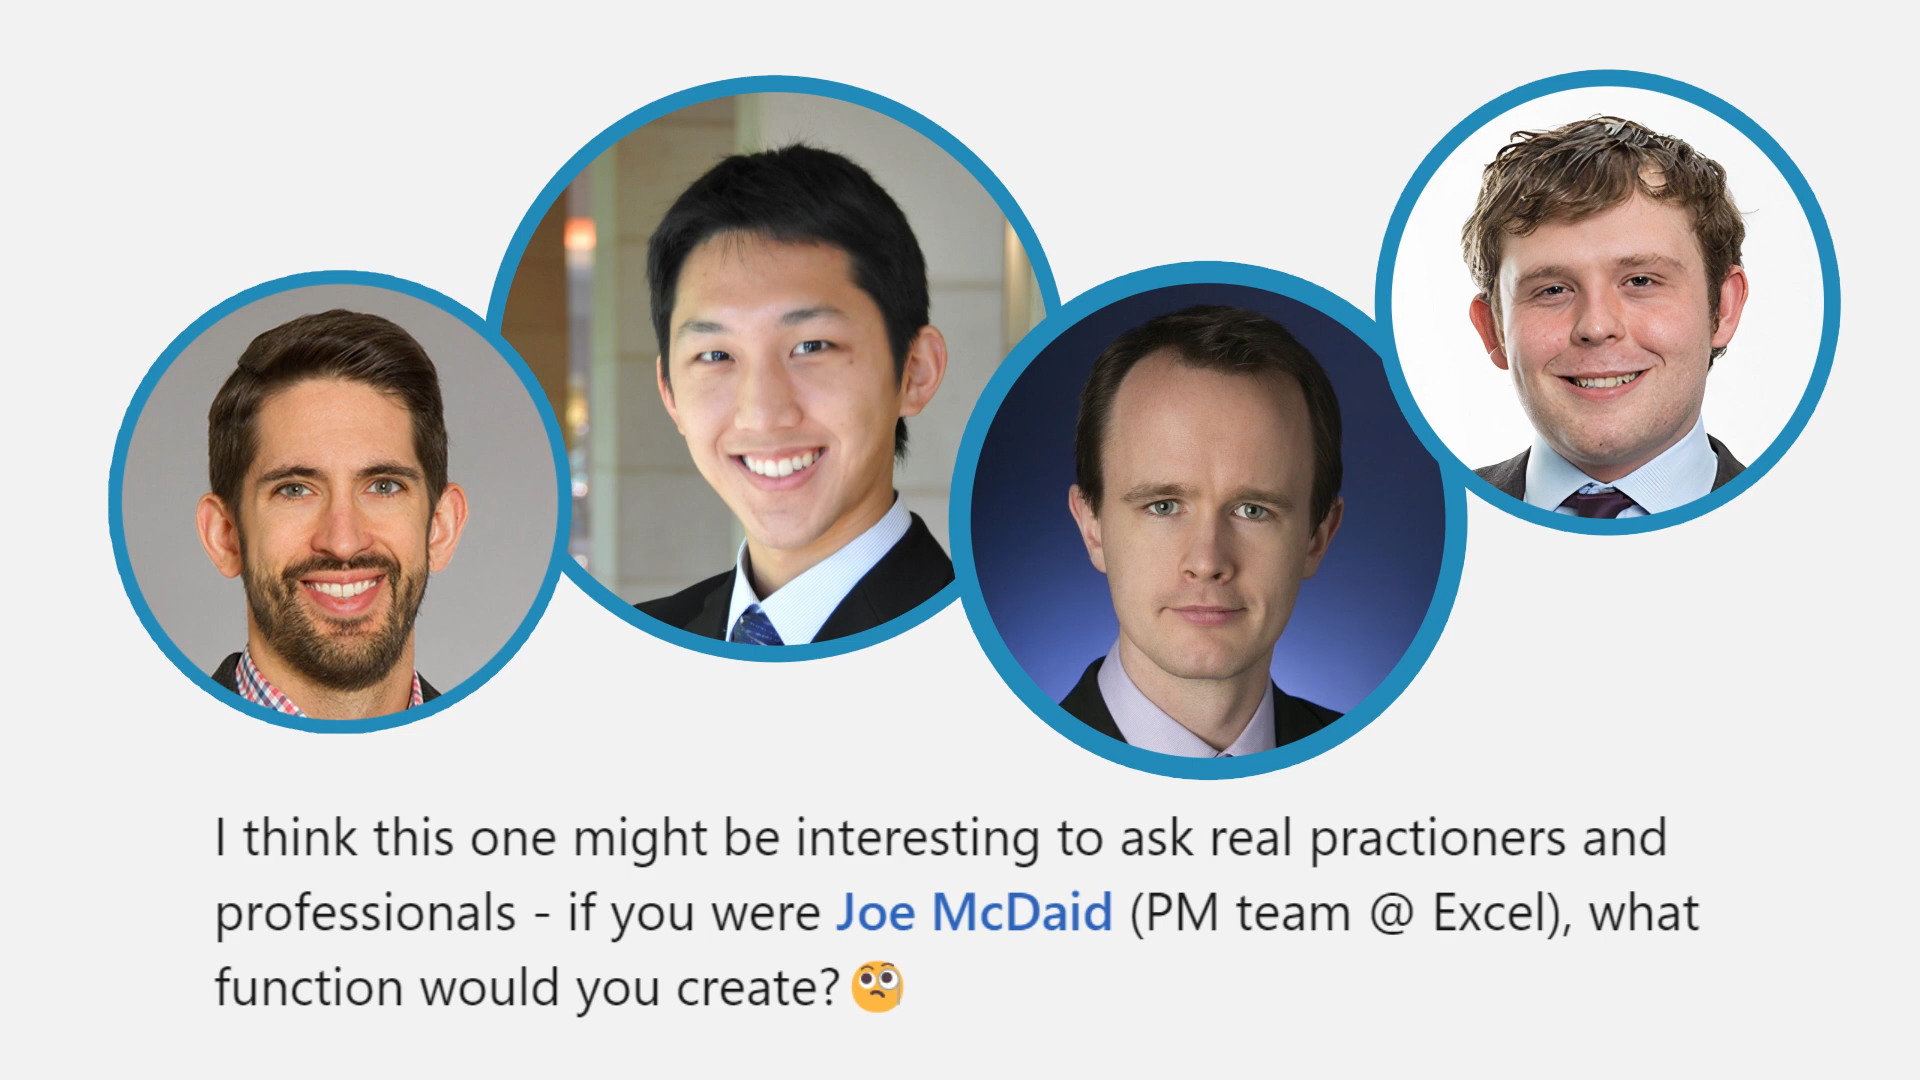 I think this one might be interesting to ask real practioners and
professionals - if you were Joe McDaid (PM team @ Excel), what
function would you create? 🧐